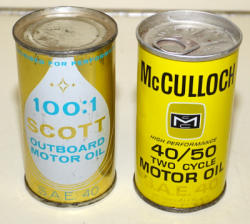 100:1
SCOTT
OUTBOARD
MOTOR OIL
SAE 40
McCULLOCH
M
HIGH PERFORMANCE
40/50
TWO CYCLE
MOTOR OIL
SAE 40